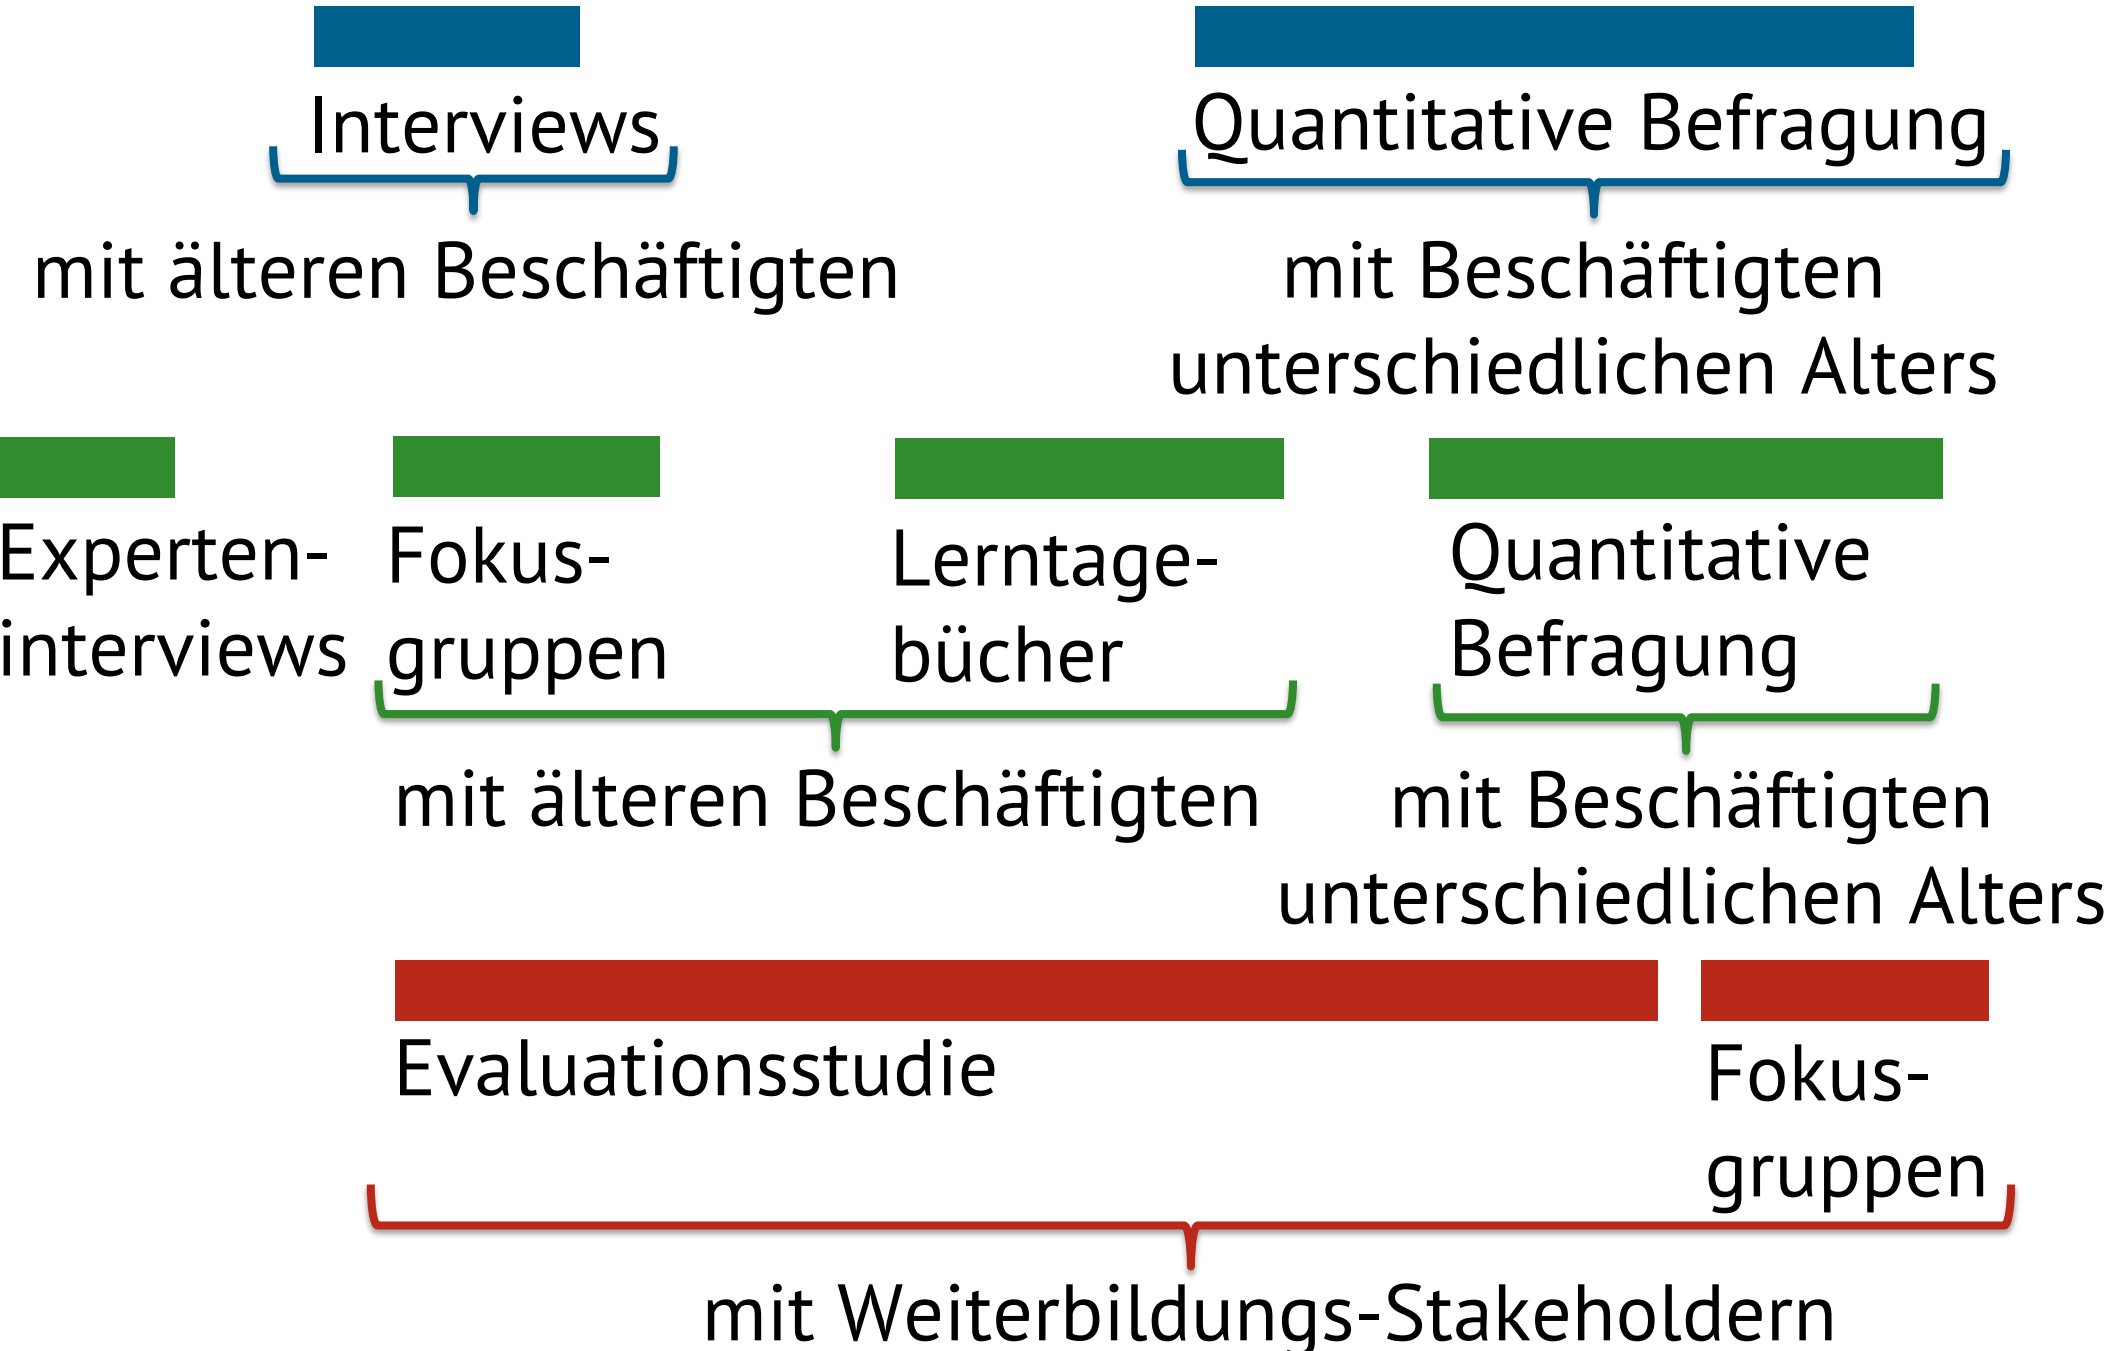 Interviews
Quantitative Befragung
mit älteren Beschäftigten
mit Beschäftigten
unterschiedlichen Alters
Experten-
interviews
Fokus-
gruppen
Lerntage-
bücher
Quantitative
Befragung
mit älteren Beschäftigten
mit Beschäftigten
unterschiedlichen Alters
Evaluationsstudie
Fokus-
gruppen
mit Weiterbildungs-Stakeholdern